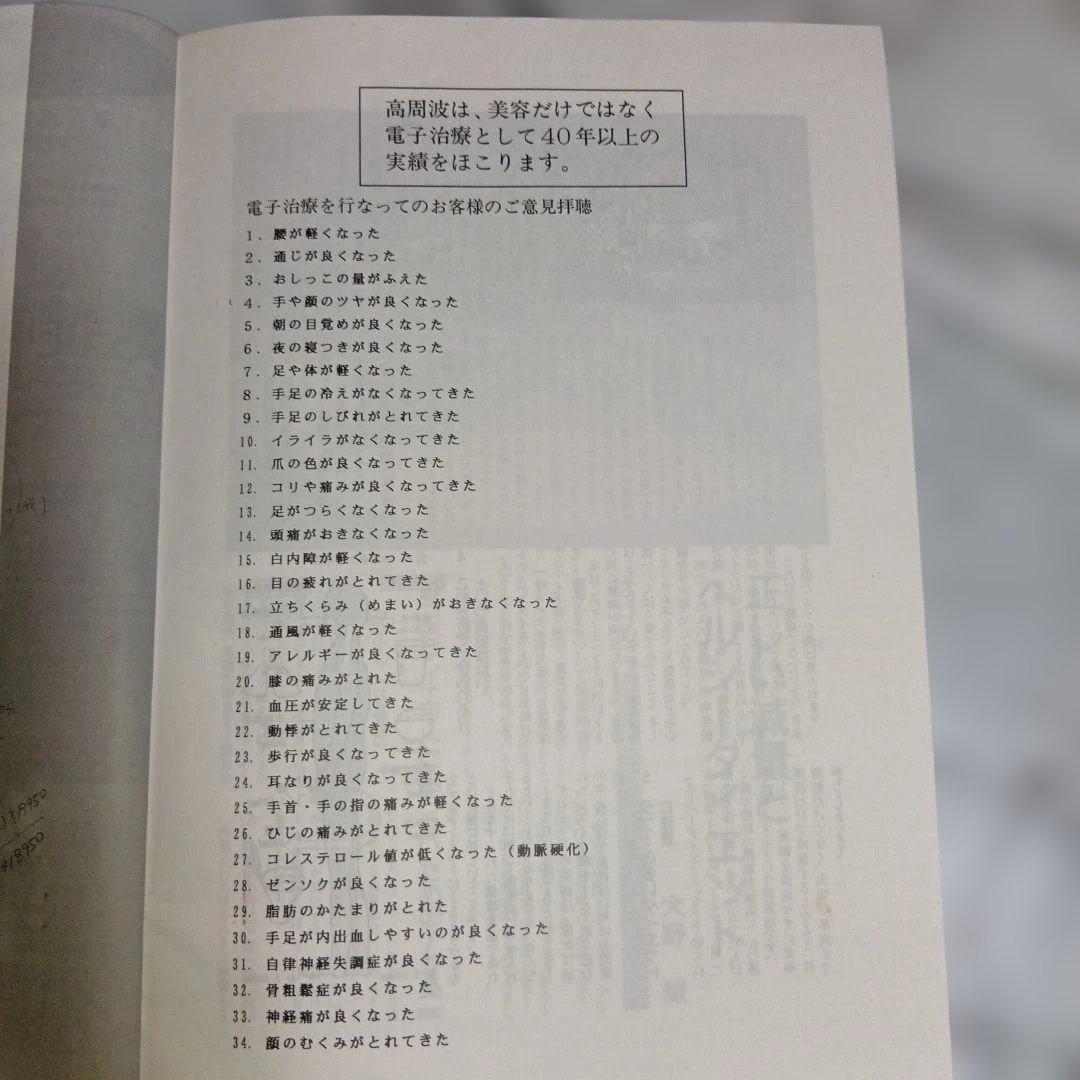 高周波は、美容だけではなく
電子治療として40年以上の
実績をほこります。
電子治療を行なってのお客様のご意見拝聴
1. 腰が軽くなった
2. 通じが良くなった
3. おしっこの量がふえた
4. 手や顔のツヤが良くなった
5. 朝の目覚めが良くなった
6. 夜の寝つきが良くなった
7. 足や体が軽くなった
8. 手足の冷えがなくなってきた
9. 手足のしびれがとれてきた
10. イライラがなくなってきた
11. 爪の色が良くなってきた
12. コリや痛みが良くなってきた
13. 足がつらくなくなった
14. 頭痛がおきなくなった
15. 白内障が軽くなった
16. 目の疲れがとれてきた
17. 立ちくらみ（めまい）がおきなくなった
18. 通風が軽くなった
19. アレルギーが良くなってきた
20. 膝の痛みがとれた
21. 血圧が安定してきた
22. 動悸がとれてきた
23. 歩行が良くなってきた
24. 耳なりが良くなってきた
25. 手首・手の指の痛みが軽くなった
26. ひじの痛みがとれてきた
27. コレステロール値が低くなった（動脈硬化）
28. ゼンソクが良くなった
29. 脂肪のかたまりがとれた
30. 手足が内出血しやすいのが良くなった
31. 自律神経失調症が良くなった
32. 骨粗鬆症が良くなった
33. 神経痛が良くなった
34. 顔のむくみがとれてきた